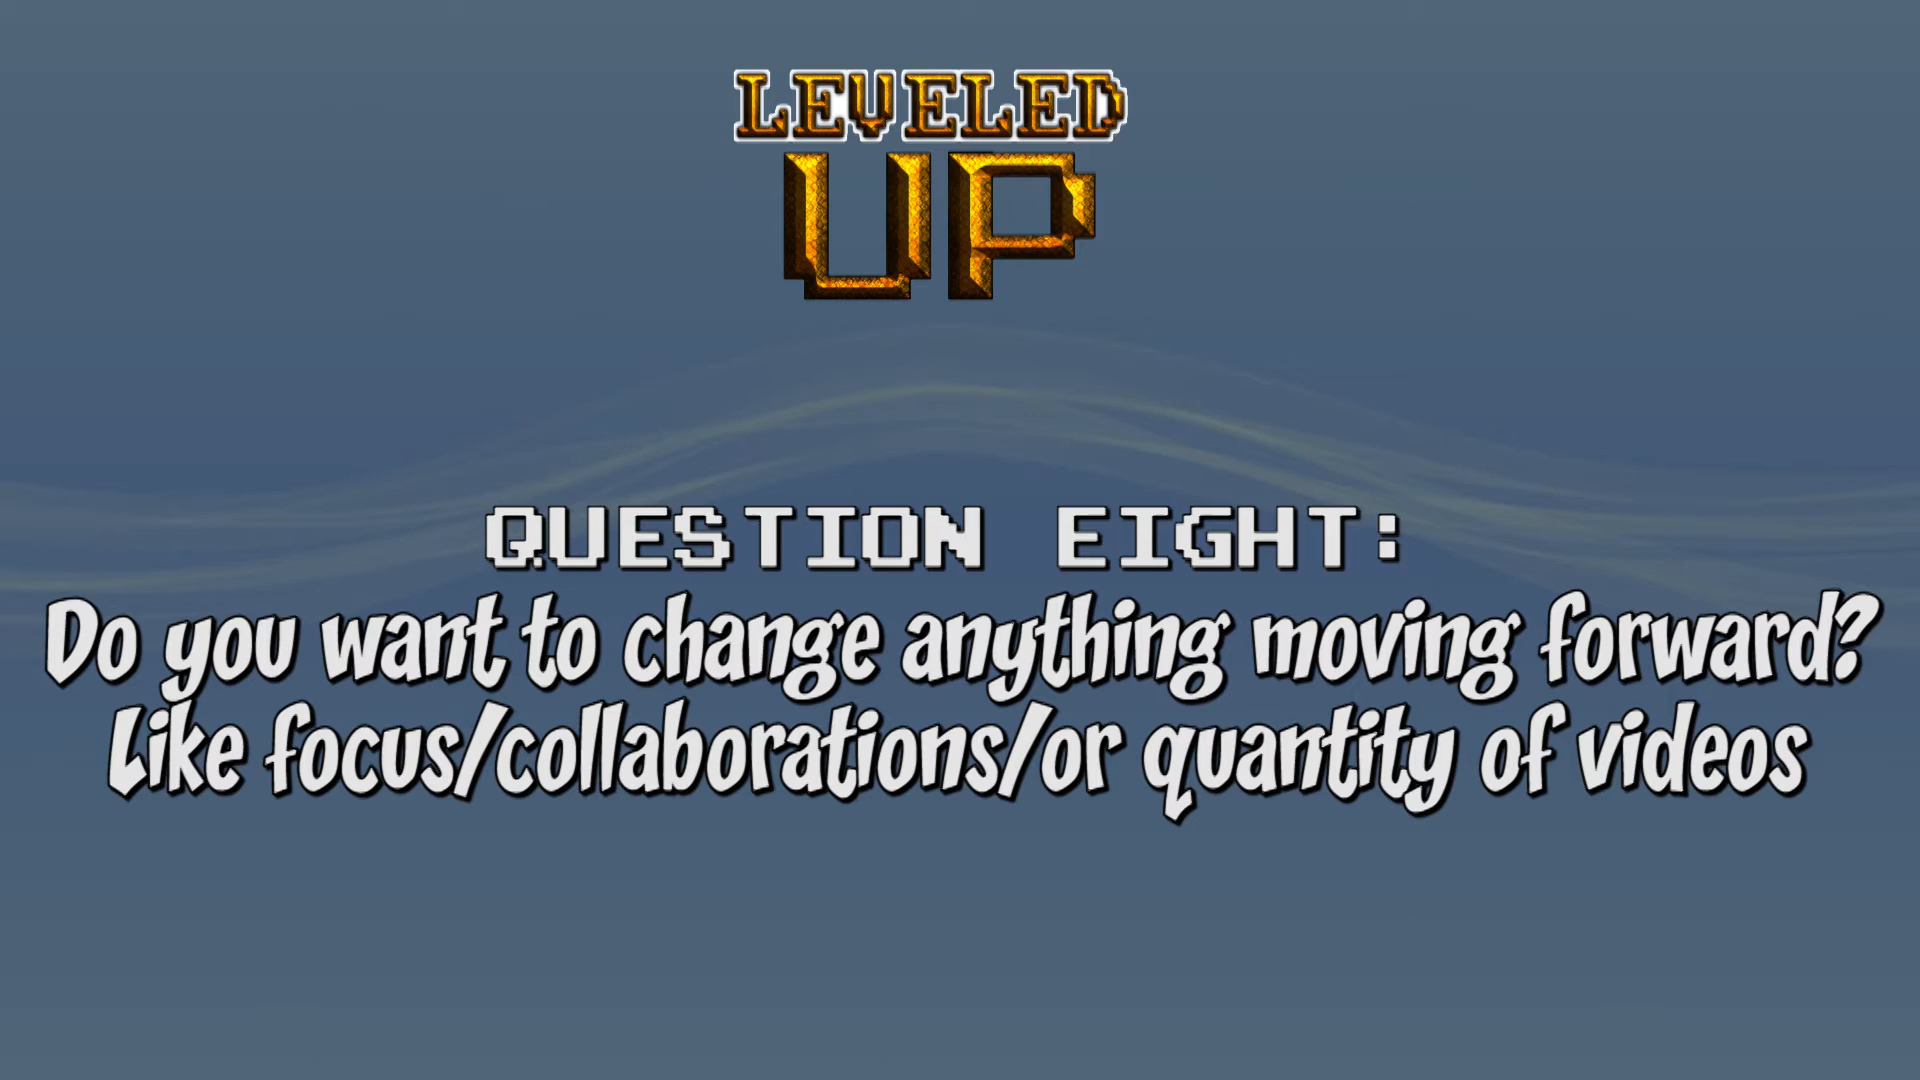 LEVELED
UP
QUESTION EIGHT:
Do you want to change anything moving forward?
Like focus/collaborations/or quantity of videos